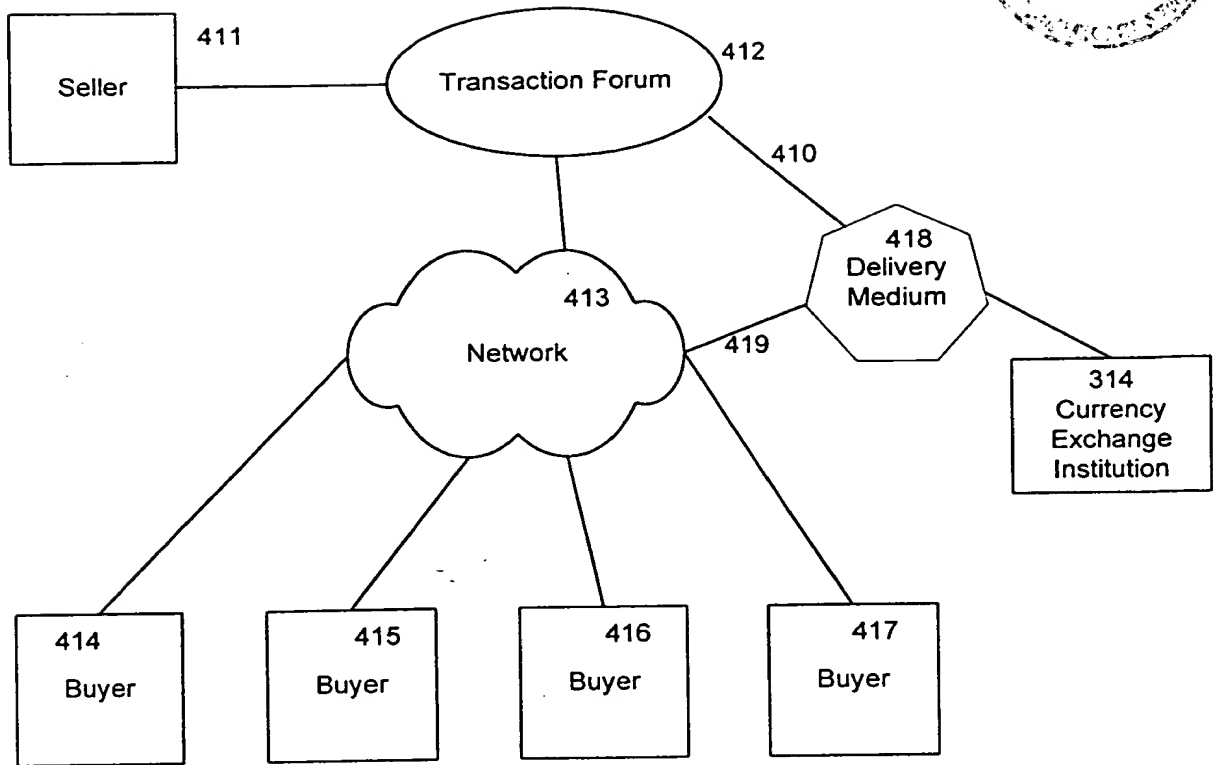 411
412
Seller
Transaction Forum
410
418
Delivery
Medium
413
Network
419
314
Currency
Exchange
Institution
414
Buyer
415
Buyer
416
Buyer
417
Buyer